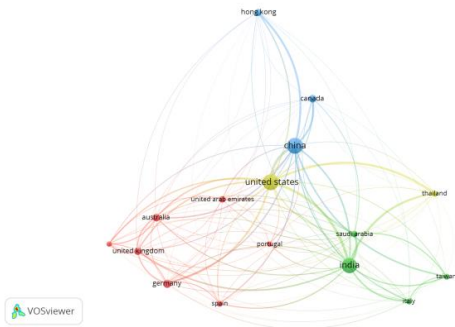 hong kong
canada
china
united states
thailand
united arab emirates
australia
saudi arabia
portugal
united kingdom
india
taiwan
germany
italy
spain
VOSviewer